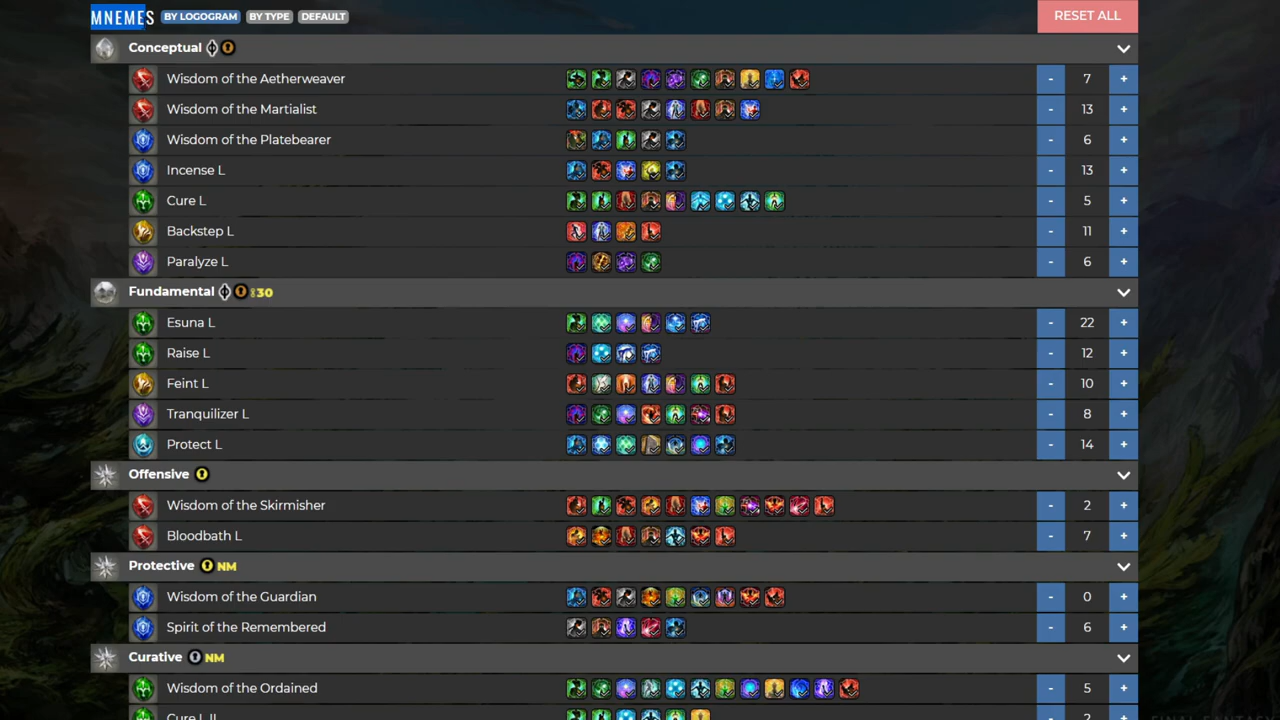 MNEMES BY LOGOGRAM BY TYPE DEFAULT RESET ALL
Conceptual
Wisdom of the Aetherweaver - 7 +
Wisdom of the Martialist - 13 +
Wisdom of the Platebearer - 6 +
Incense L - 13 +
Cure L - 5 +
Backstep L - 11 +
Paralyze L - 6 +
Fundamental 30
Esuna L - 22 +
Raise L - 12 +
Feint L - 10 +
Tranquilizer L - 8 +
Protect L - 14 +
Offensive
Wisdom of the Skirmisher - 2 +
Bloodbath L - 7 +
Protective NM
Wisdom of the Guardian - 0 +
Spirit of the Remembered - 6 +
Curative NM
Wisdom of the Ordained - 5 +
Cure L II - 2 +